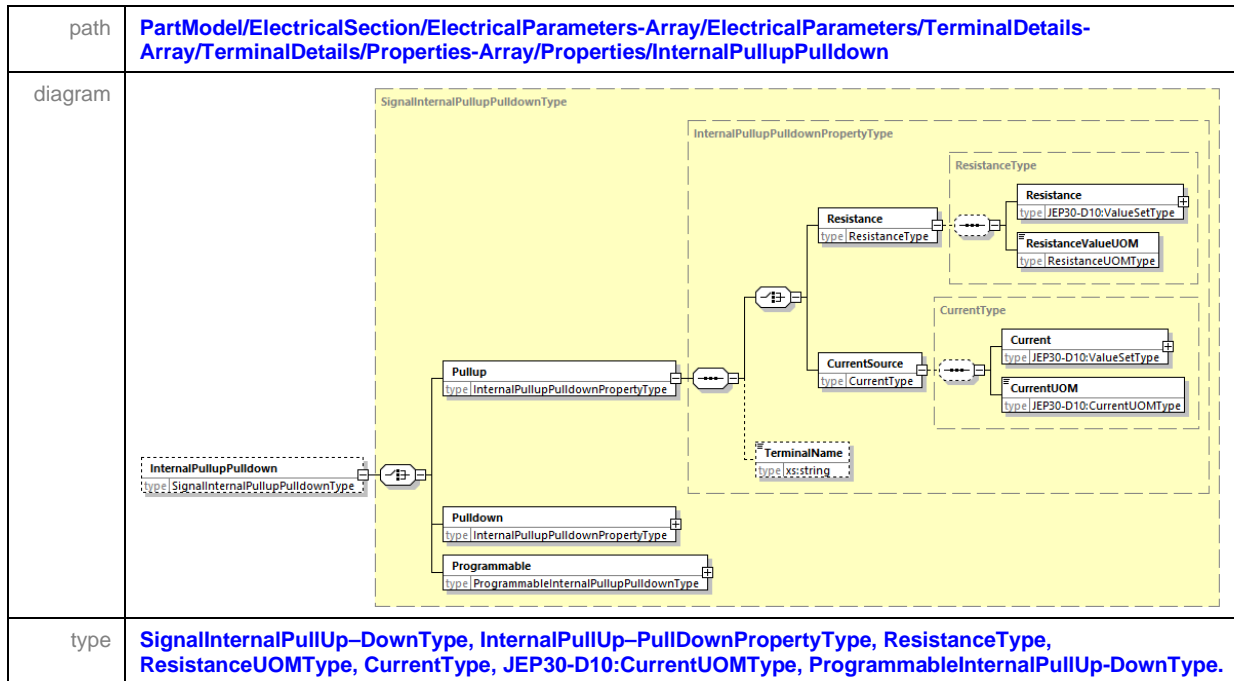 path
PartModel/ElectricalSection/ElectricalParameters-Array/ElectricalParameters/TerminalDetails-
Array/TerminalDetails/Properties-Array/Properties/InternalPullupPulldown
diagram
SignalInternalPullupPulldownType
InternalPullupPulldownPropertyType
ResistanceType
Resistance
type JEP30-D10:ValueSetType
Resistance
type ResistanceType
ResistanceValueUOM
type ResistanceUOMType
CurrentType
Current
type JEP30-D10:ValueSetType
CurrentSource
type CurrentType
CurrentUOM
type JEP30-D10:CurrentUOMType
Pullup
type InternalPullupPulldownPropertyType
TerminalName
type xs:string
InternalPullupPulldown
type SignalInternalPullupPulldownType
Pulldown
type InternalPullupPulldownPropertyType
Programmable
type ProgrammableInternalPullupPulldownType
type
SignalInternalPullUp–DownType, InternalPullUp–PullDownPropertyType, ResistanceType,
ResistanceUOMType, CurrentType, JEP30-D10:CurrentUOMType, ProgrammableInternalPullUp-DownType.